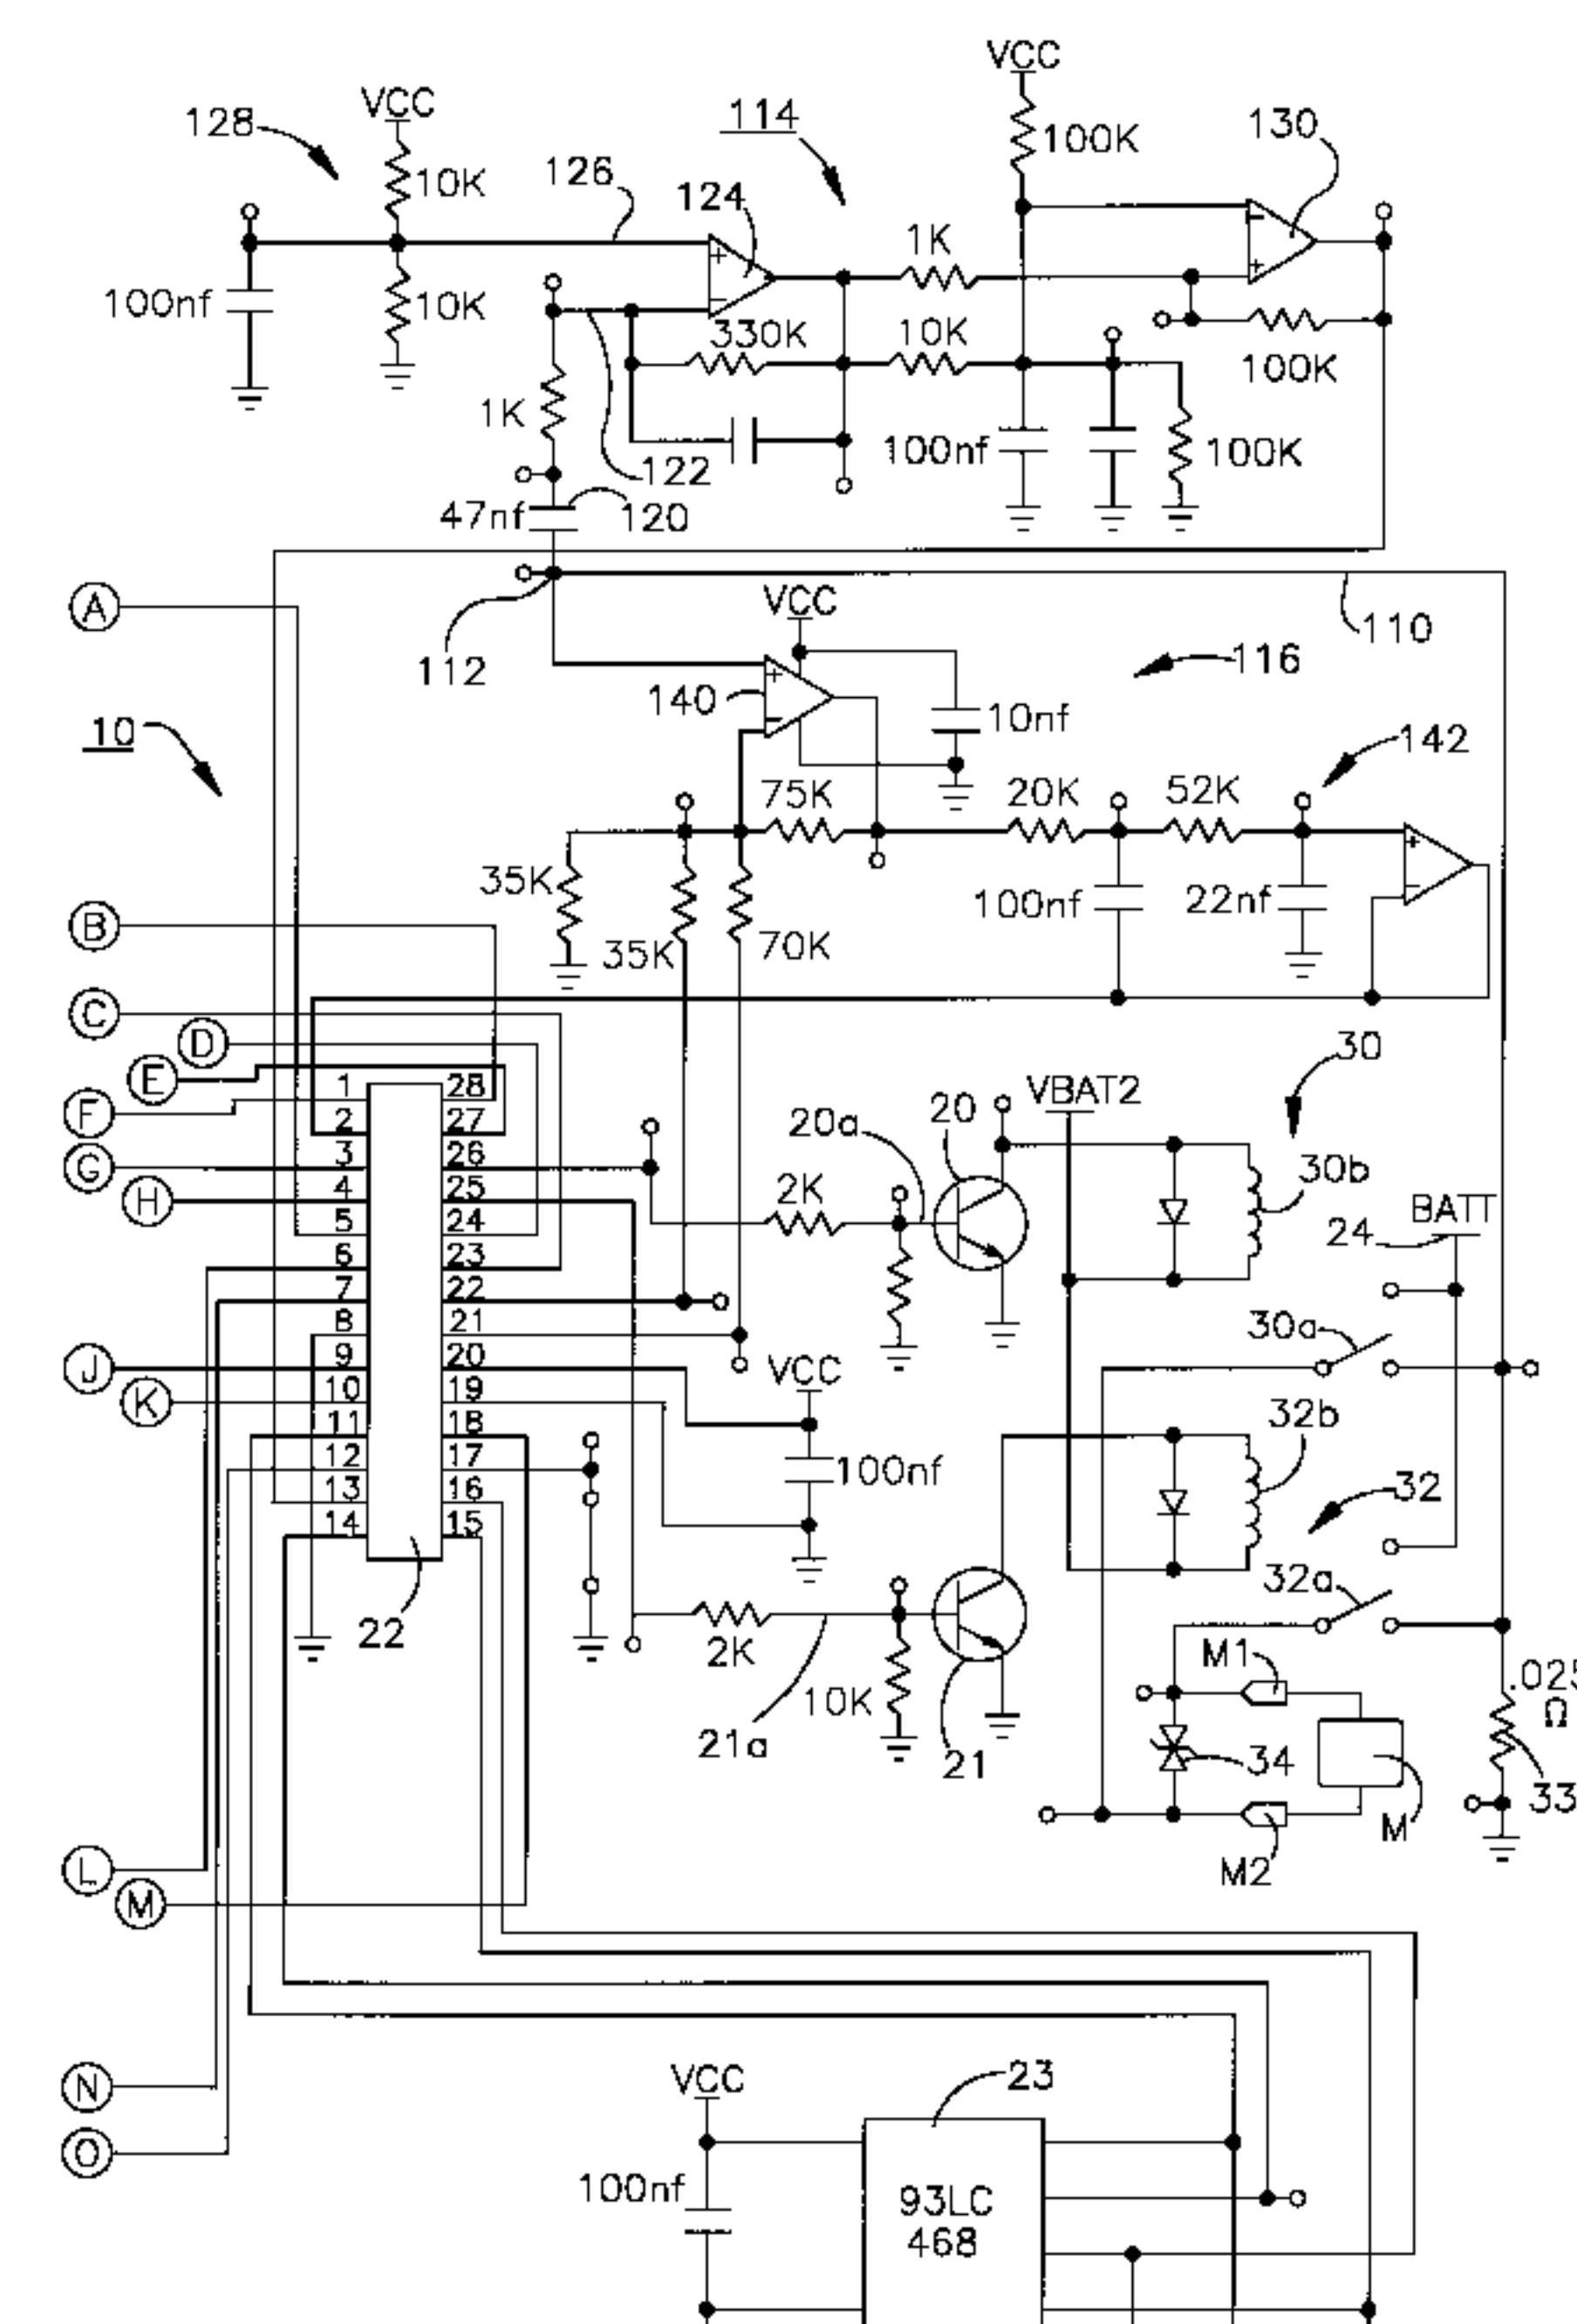 VCC
VCC
114
130
128
100K
10K
126
124
1K
100nf
10K
330K
10K
100K
1K
122
100nf
100K
47nf
120
A
VCC
110
112
116
140
10nf
10
142
75K
20K
52K
35K
100nf
22nf
B
35K
70K
C
D
30
E
VBAT2
F
1
28
20a
20
2
27
G
3
26
30b
H
4
25
2K
BATT
5
24
24
6
23
7
22
30a
8
21
J
9
20
VCC
K
10
19
32b
11
18
12
17
100nf
32
13
16
14
15
32a
22
2K
M1
.025
Ω
10K
21a
21
34
33
M
M2
L
M
N
VCC
23
O
100nf
93LC
468